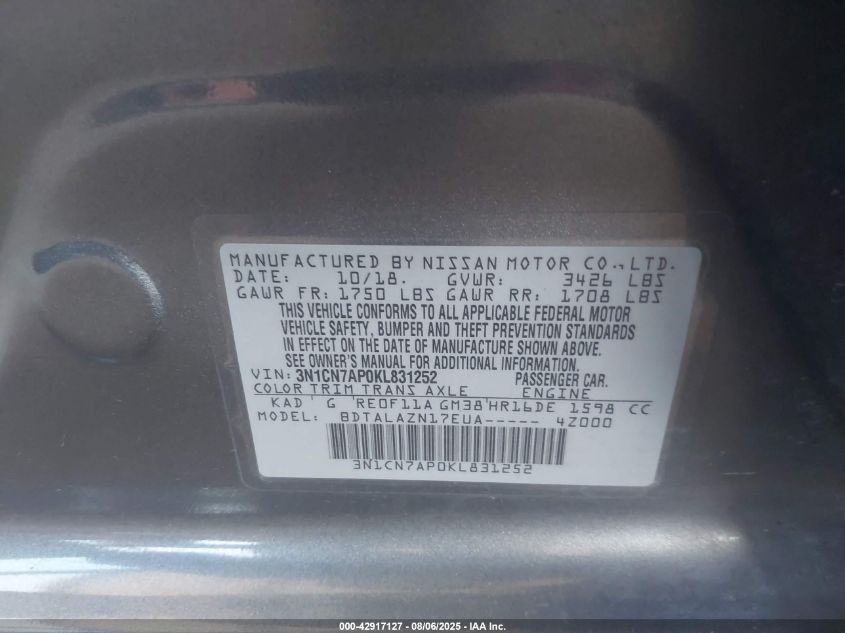 MANUFACTURED BY NISSAN MOTOR CO., LTD.
DATE: 10/18. GVWR: 3426 LBS
GAWR FR: 1750 LBS GAWR RR: 1708 LBS
THIS VEHICLE CONFORMS TO ALL APPLICABLE FEDERAL MOTOR
VEHICLE SAFETY, BUMPER AND THEFT PREVENTION STANDARDS
IN EFFECT ON THE DATE OF MANUFACTURE SHOWN ABOVE.
SEE OWNER'S MANUAL FOR ADDITIONAL INFORMATION.
VIN: 3N1CN7AP0KL831252 PASSENGER CAR.
COLOR TRIM TRANS AXLE ENGINE
KAD ' G 'RE0F11A GM38'HR16DE 1598 CC
MODEL: BDTALAZN17EUA----- 4Z000
3N1CN7AP0KL831252
000-42917127 - 08/06/2025 - IAA Inc.